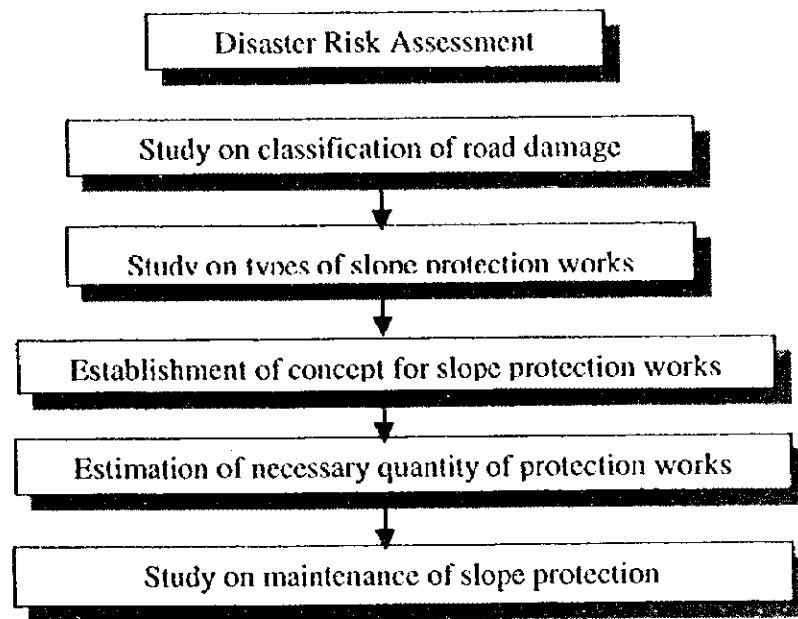 Disaster Risk Assessment
Study on classification of road damage
Study on types of slope protection works
Establishment of concept for slope protection works
Estimation of necessary quantity of protection works
Study on maintenance of slope protection